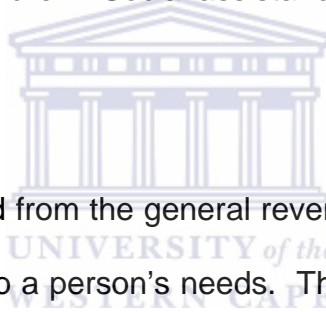 d from the general reven
UNIVERSITY of the
o a person's needs. Th
WESTERN CAPE